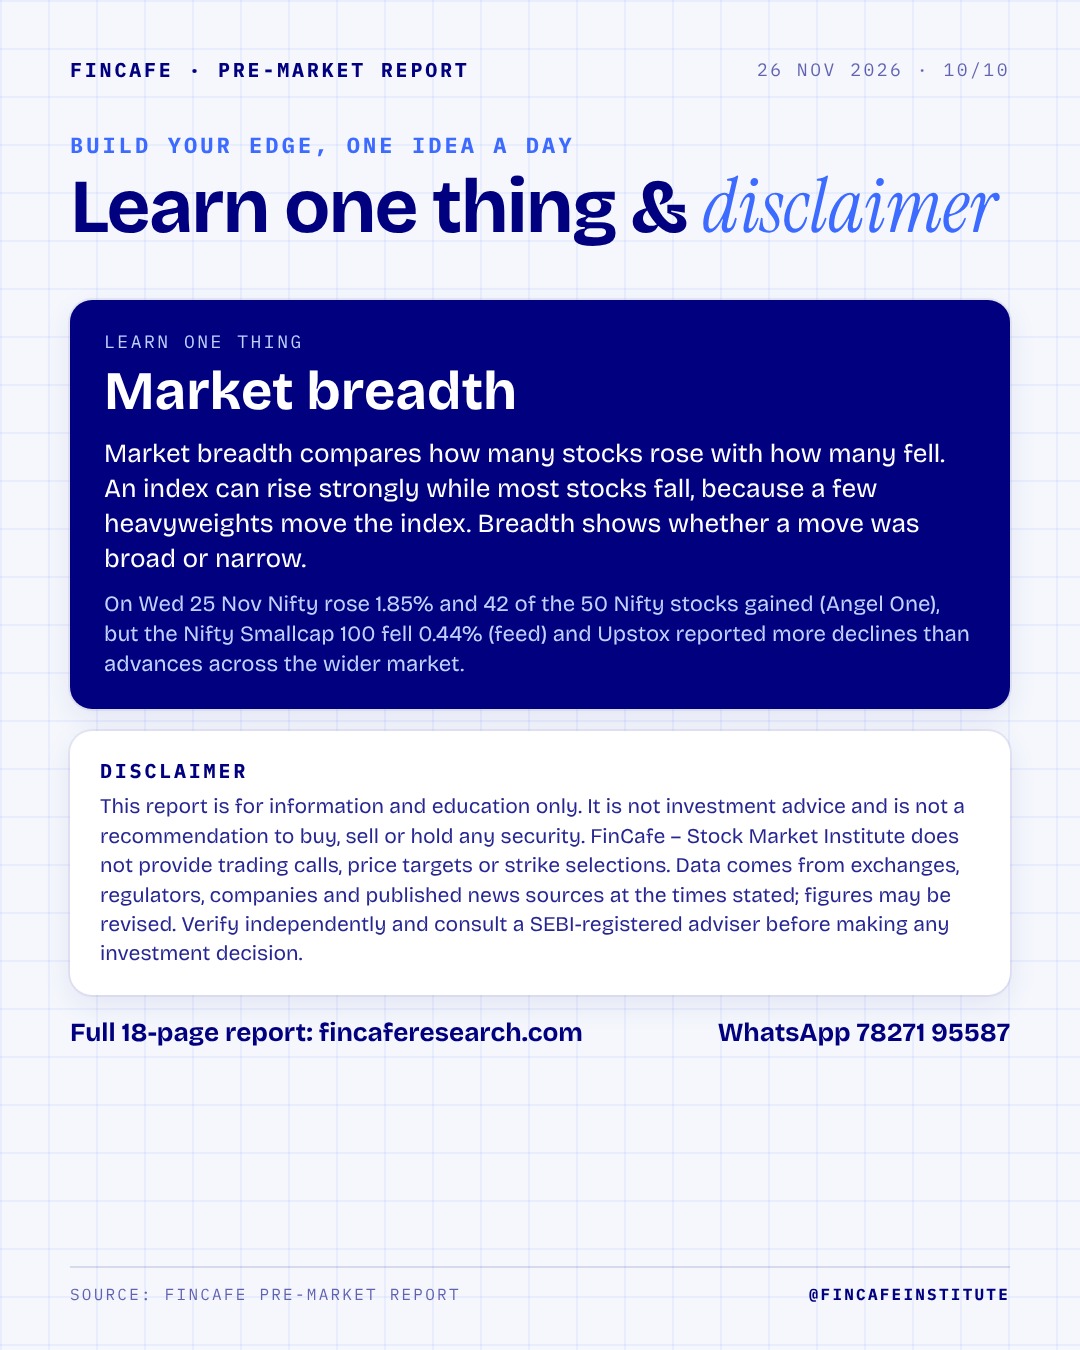 FINCAFE · PRE-MARKET REPORT
26 NOV 2026 · 10/10
BUILD YOUR EDGE, ONE IDEA A DAY
Learn one thing & disclaimer
LEARN ONE THING
Market breadth
Market breadth compares how many stocks rose with how many fell.
An index can rise strongly while most stocks fall, because a few
heavyweights move the index. Breadth shows whether a move was
broad or narrow.
On Wed 25 Nov Nifty rose 1.85% and 42 of the 50 Nifty stocks gained (Angel One),
but the Nifty Smallcap 100 fell 0.44% (feed) and Upstox reported more declines than
advances across the wider market.
DISCLAIMER
This report is for information and education only. It is not investment advice and is not a
recommendation to buy, sell or hold any security. FinCafe – Stock Market Institute does
not provide trading calls, price targets or strike selections. Data comes from exchanges,
regulators, companies and published news sources at the times stated; figures may be
revised. Verify independently and consult a SEBI-registered adviser before making any
investment decision.
Full 18-page report: fincaferesearch.com
WhatsApp 78271 95587
SOURCE: FINCAFE PRE-MARKET REPORT
@FINCAFEINSTITUTE